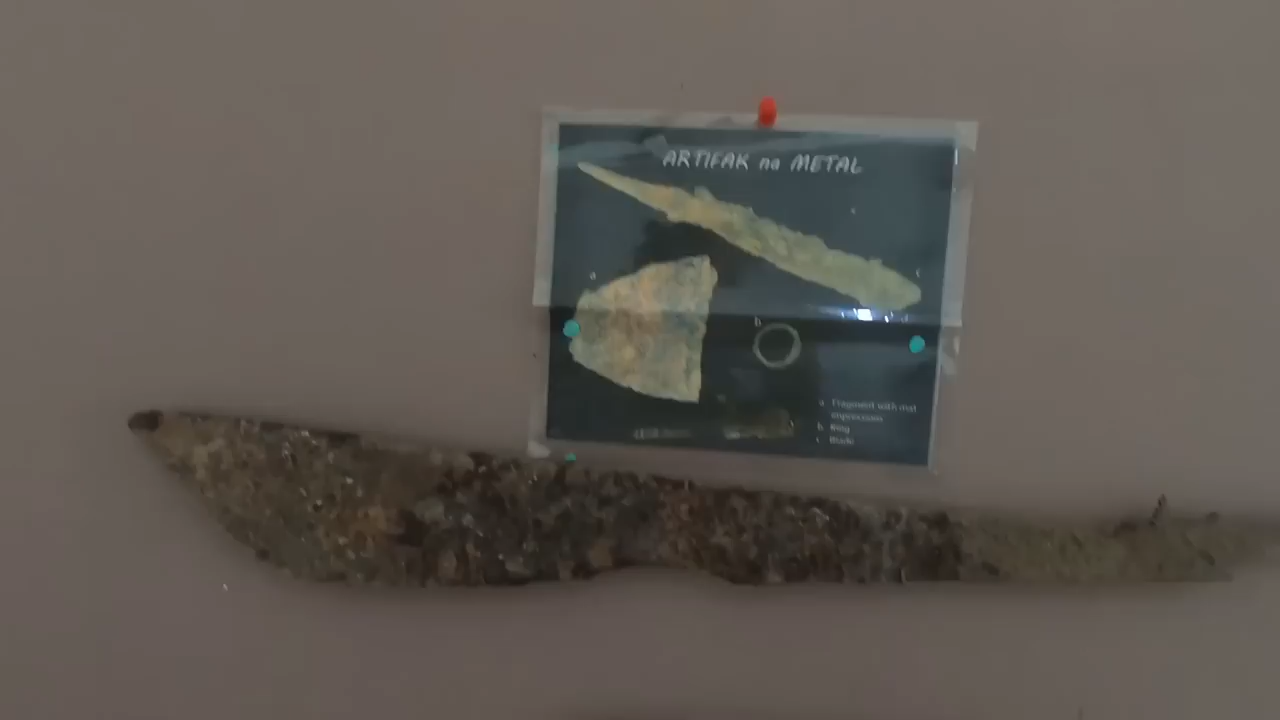 ARTIFAK na METAL
a
c
b
a Fragment with mat
impressions
b. Ring
c Blade